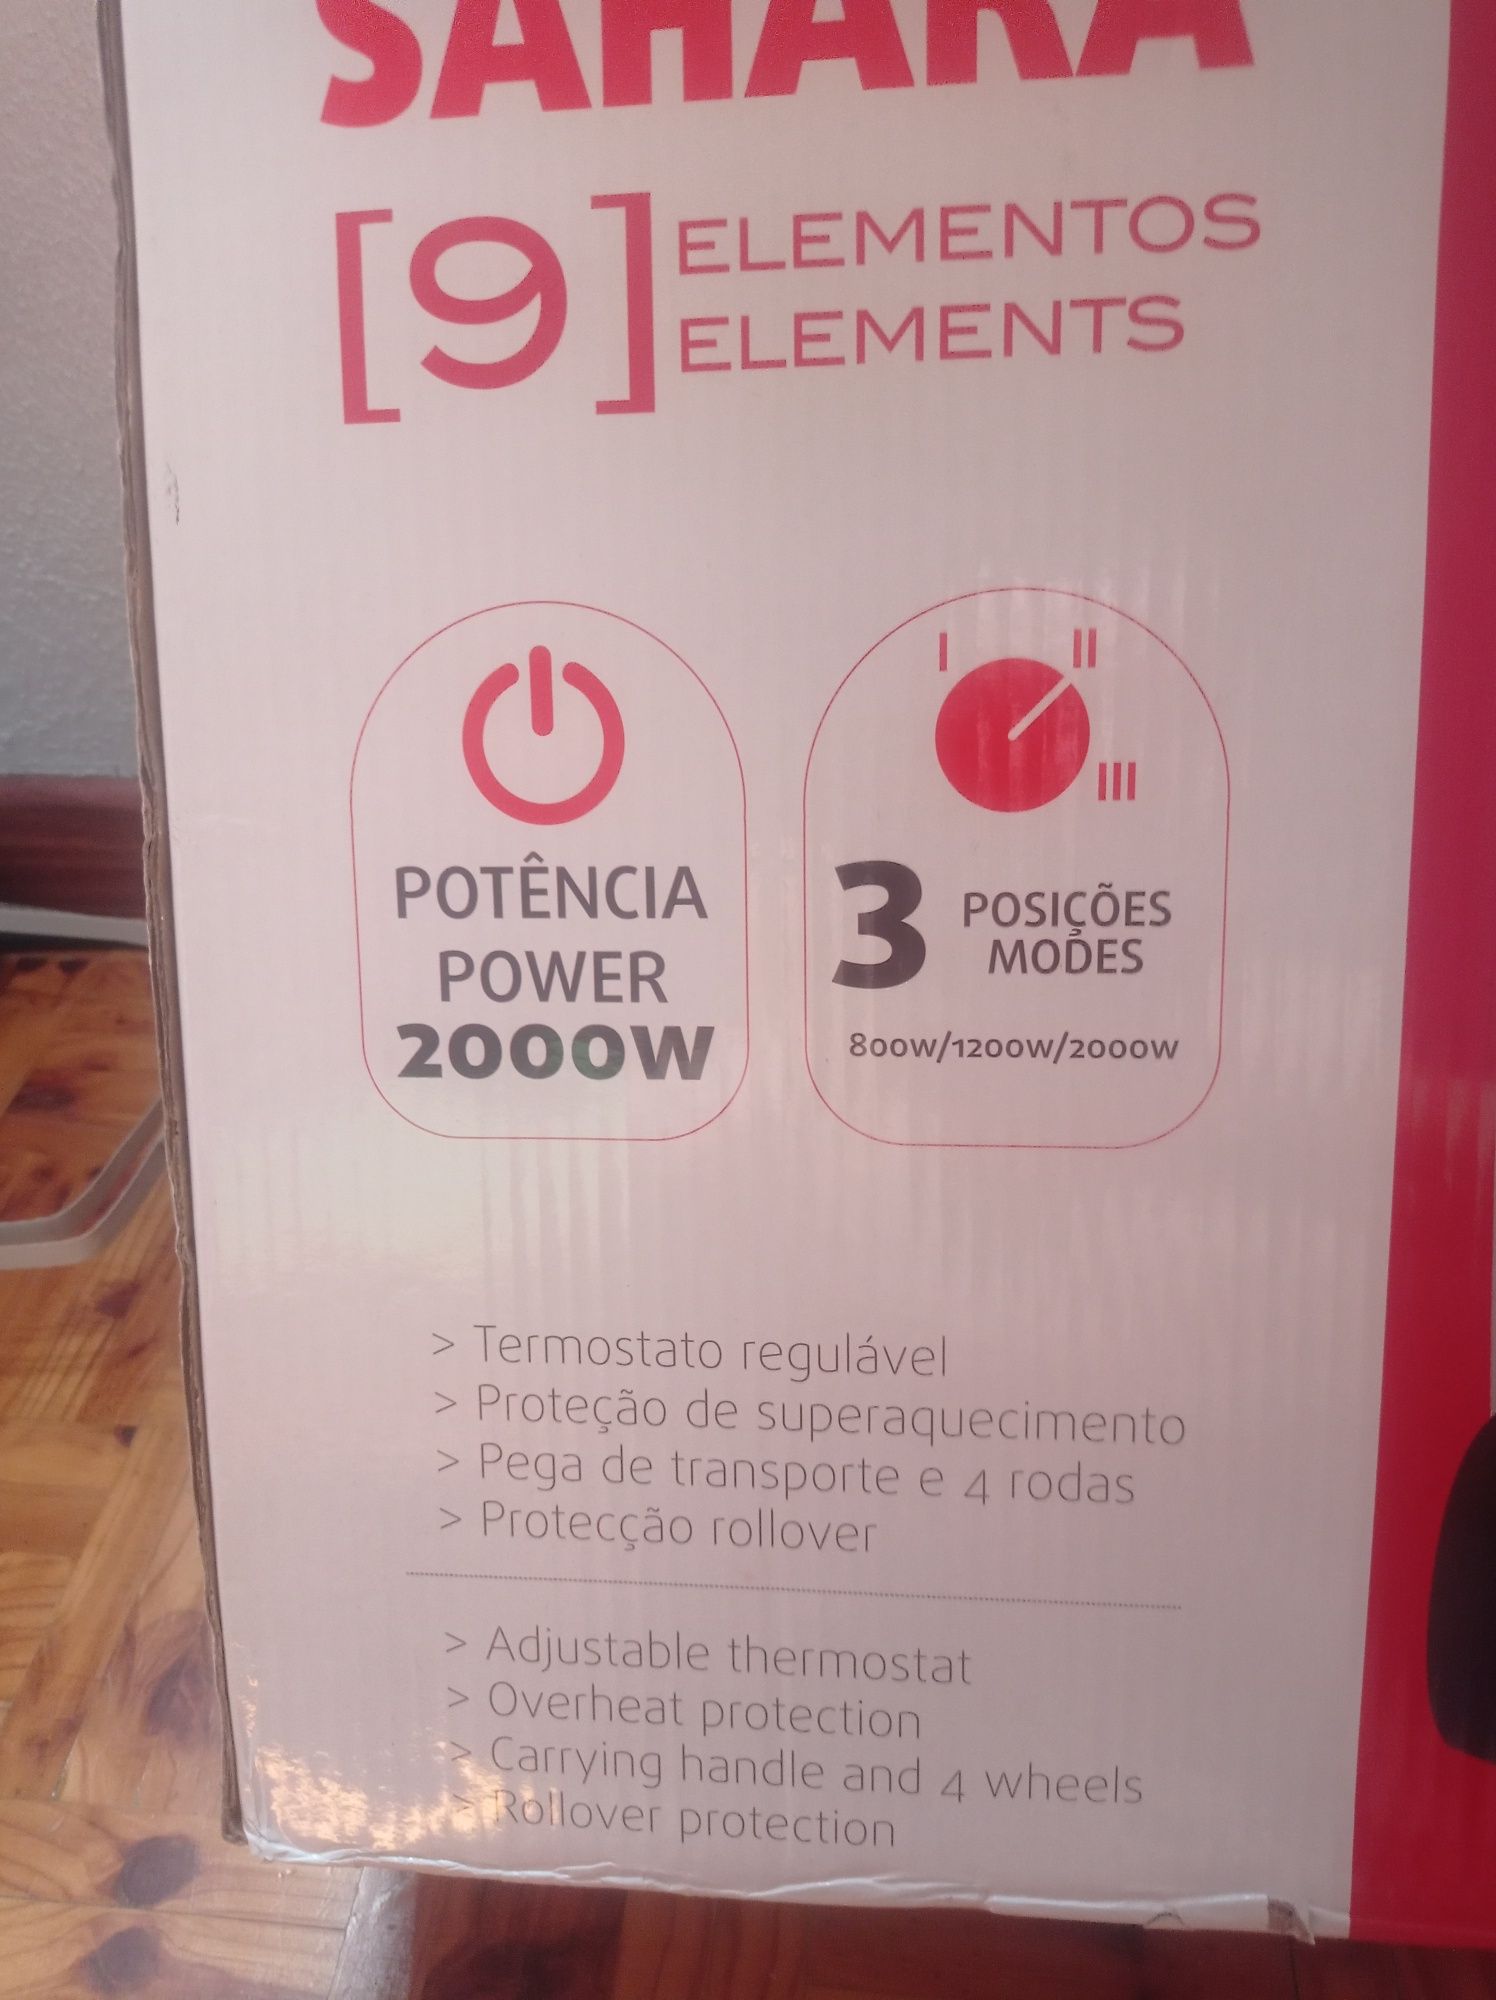 SAHARA
[9] ELEMENTOS
ELEMENTS
POTÊNCIA
POWER
2000W
I II III
3 POSIÇÕES
MODES
800W/1200W/2000W
> Termostato regulável
> Proteção de superaquecimento
> Pega de transporte e 4 rodas
> Protecção rollover
> Adjustable thermostat
> Overheat protection
> Carrying handle and 4 wheels
> Rollover protection